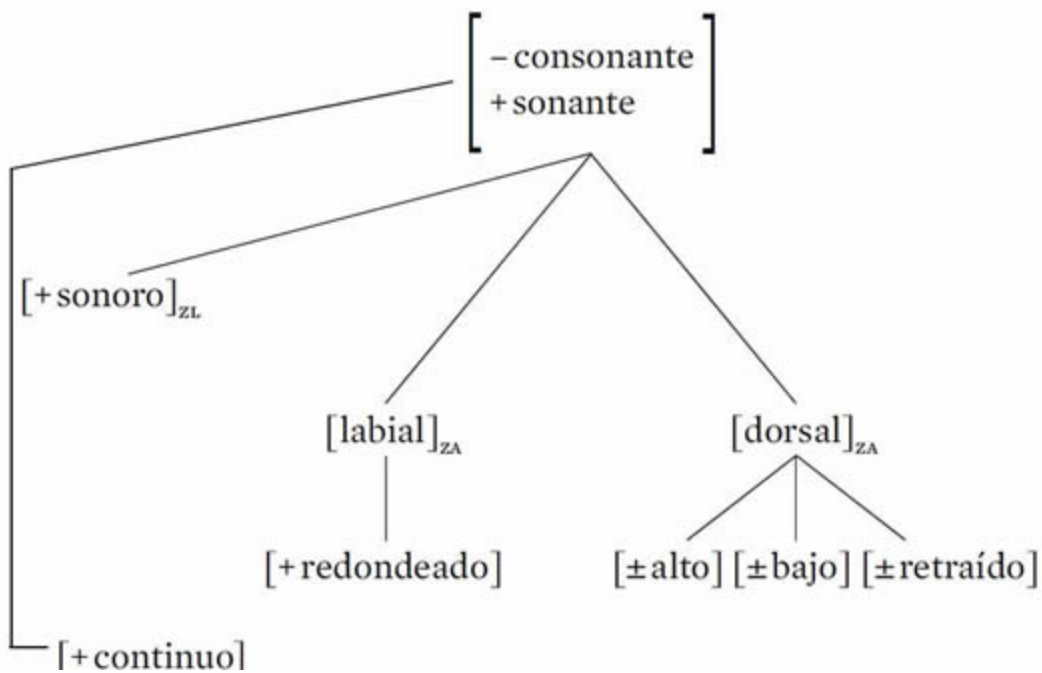 – consonante
+ sonante
[+ sonoro]ZL
[labial]ZA
[dorsal]ZA
[+ redondeado]
[± alto] [± bajo] [± retraído]
[+ continuo]